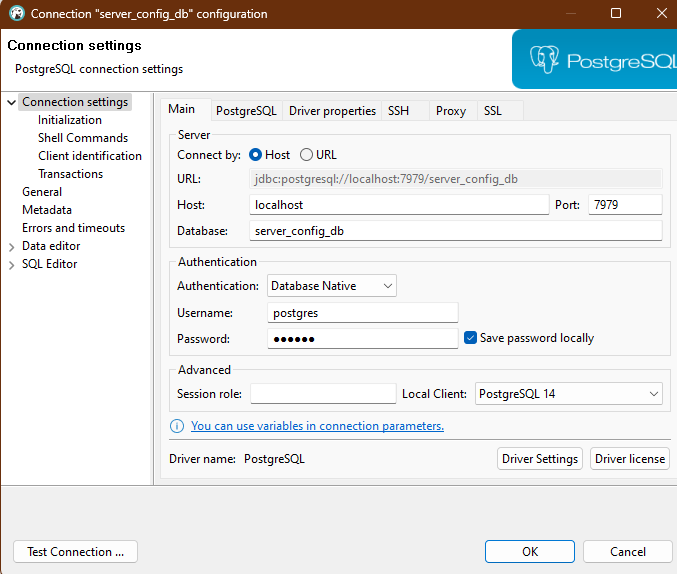 Connection "server_config_db" configuration
Connection settings
PostgreSQL connection settings
PostgreSQL
Connection settings
Initialization
Shell Commands
Client identification
Transactions
General
Metadata
Errors and timeouts
Data editor
SQL Editor
Main PostgreSQL Driver properties SSH Proxy SSL
Server
Connect by: Host URL
URL: jdbc:postgresql://localhost:7979/server_config_db
Host: localhost Port: 7979
Database: server_config_db
Authentication
Authentication: Database Native
Username: postgres
Password: •••••• Save password locally
Advanced
Session role: Local Client: PostgreSQL 14
You can use variables in connection parameters.
Driver name: PostgreSQL Driver Settings Driver license
Test Connection ... OK Cancel